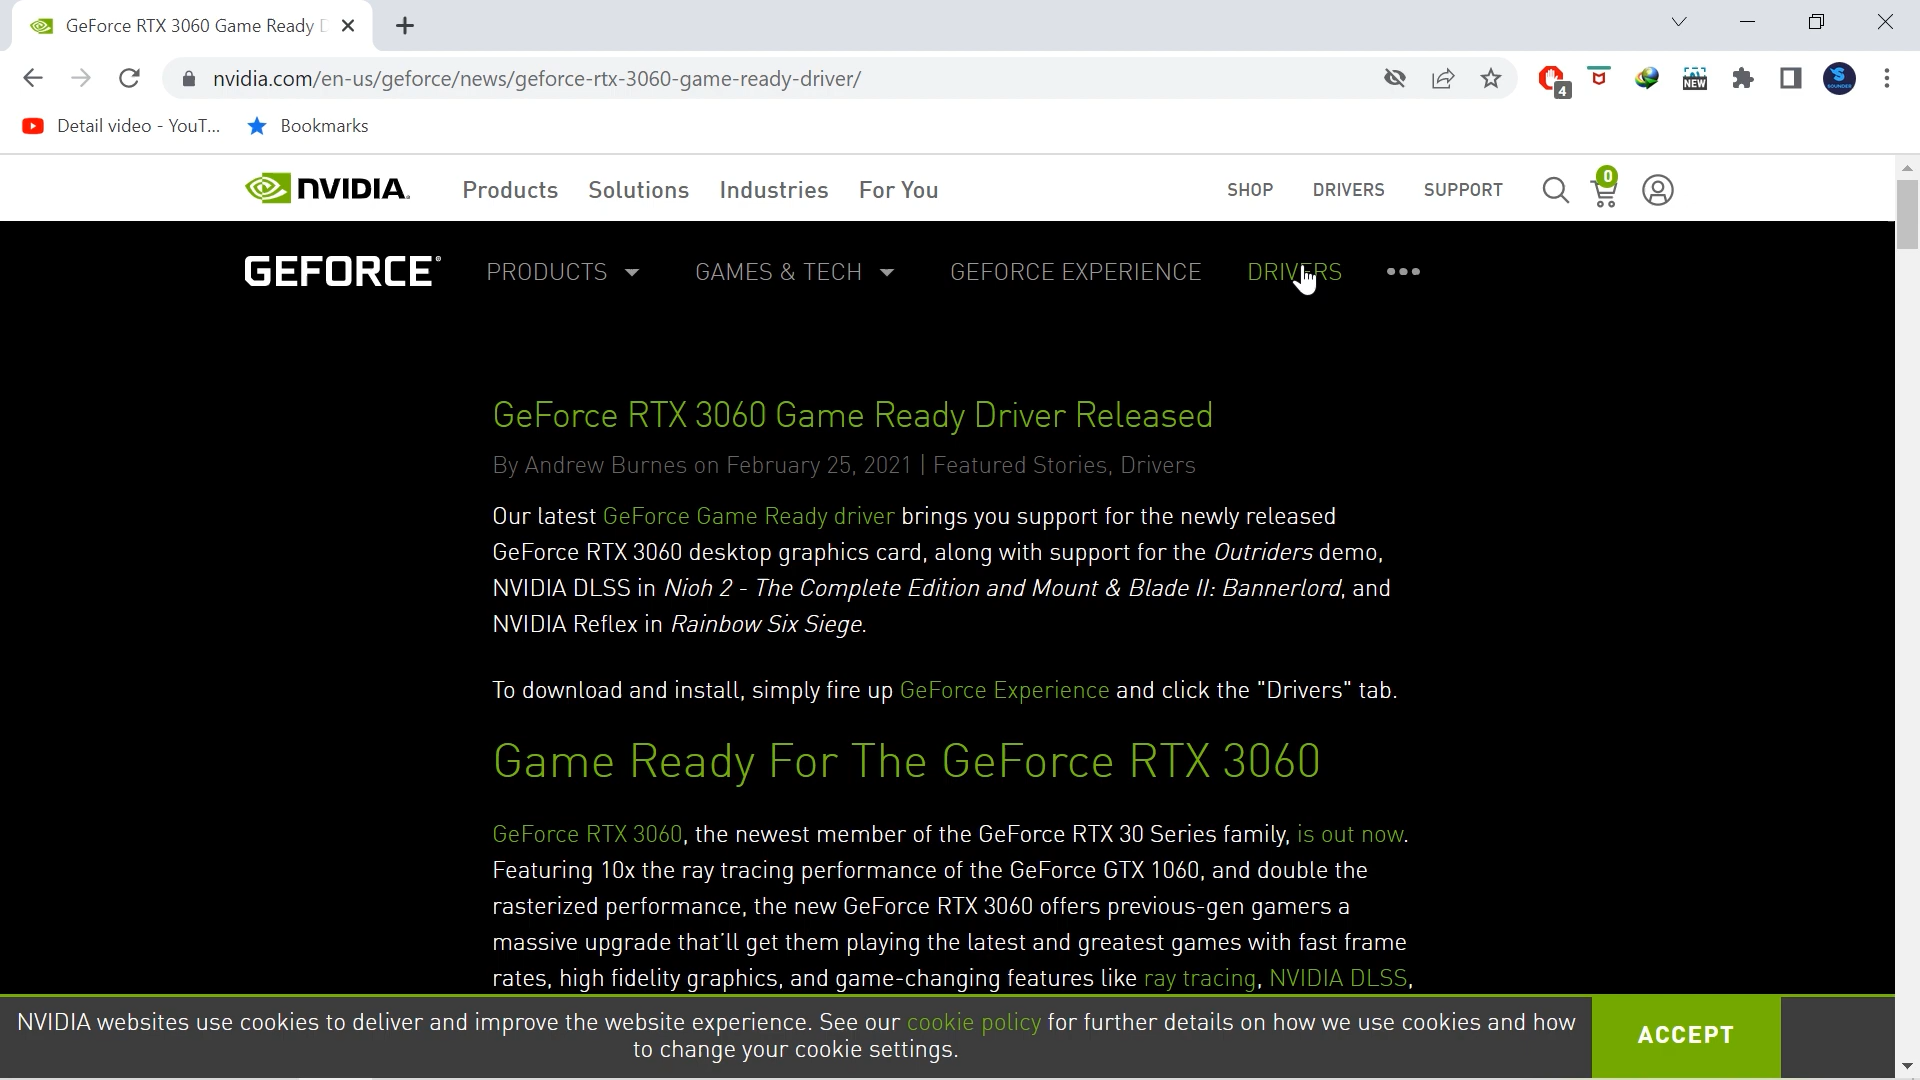 GeForce RTX 3060 Game Ready D
nvidia.com/en-us/geforce/news/geforce-rtx-3060-game-ready-driver/
4
NEW
SOUNDER
Detail video - YouT...
Bookmarks
NVIDIA.
Products
Solutions
Industries
For You
SHOP
DRIVERS
SUPPORT
0
GEFORCE®
PRODUCTS
GAMES & TECH
GEFORCE EXPERIENCE
DRIVERS
GeForce RTX 3060 Game Ready Driver Released
By Andrew Burnes on February 25, 2021 | Featured Stories, Drivers
Our latest GeForce Game Ready driver brings you support for the newly released
GeForce RTX 3060 desktop graphics card, along with support for the Outriders demo,
NVIDIA DLSS in Nioh 2 - The Complete Edition and Mount & Blade II: Bannerlord, and
NVIDIA Reflex in Rainbow Six Siege.
To download and install, simply fire up GeForce Experience and click the "Drivers" tab.
Game Ready For The GeForce RTX 3060
GeForce RTX 3060, the newest member of the GeForce RTX 30 Series family, is out now.
Featuring 10x the ray tracing performance of the GeForce GTX 1060, and double the
rasterized performance, the new GeForce RTX 3060 offers previous-gen gamers a
massive upgrade that'll get them playing the latest and greatest games with fast frame
rates, high fidelity graphics, and game-changing features like ray tracing, NVIDIA DLSS,
NVIDIA websites use cookies to deliver and improve the website experience. See our cookie policy for further details on how we use cookies and how
to change your cookie settings.
ACCEPT